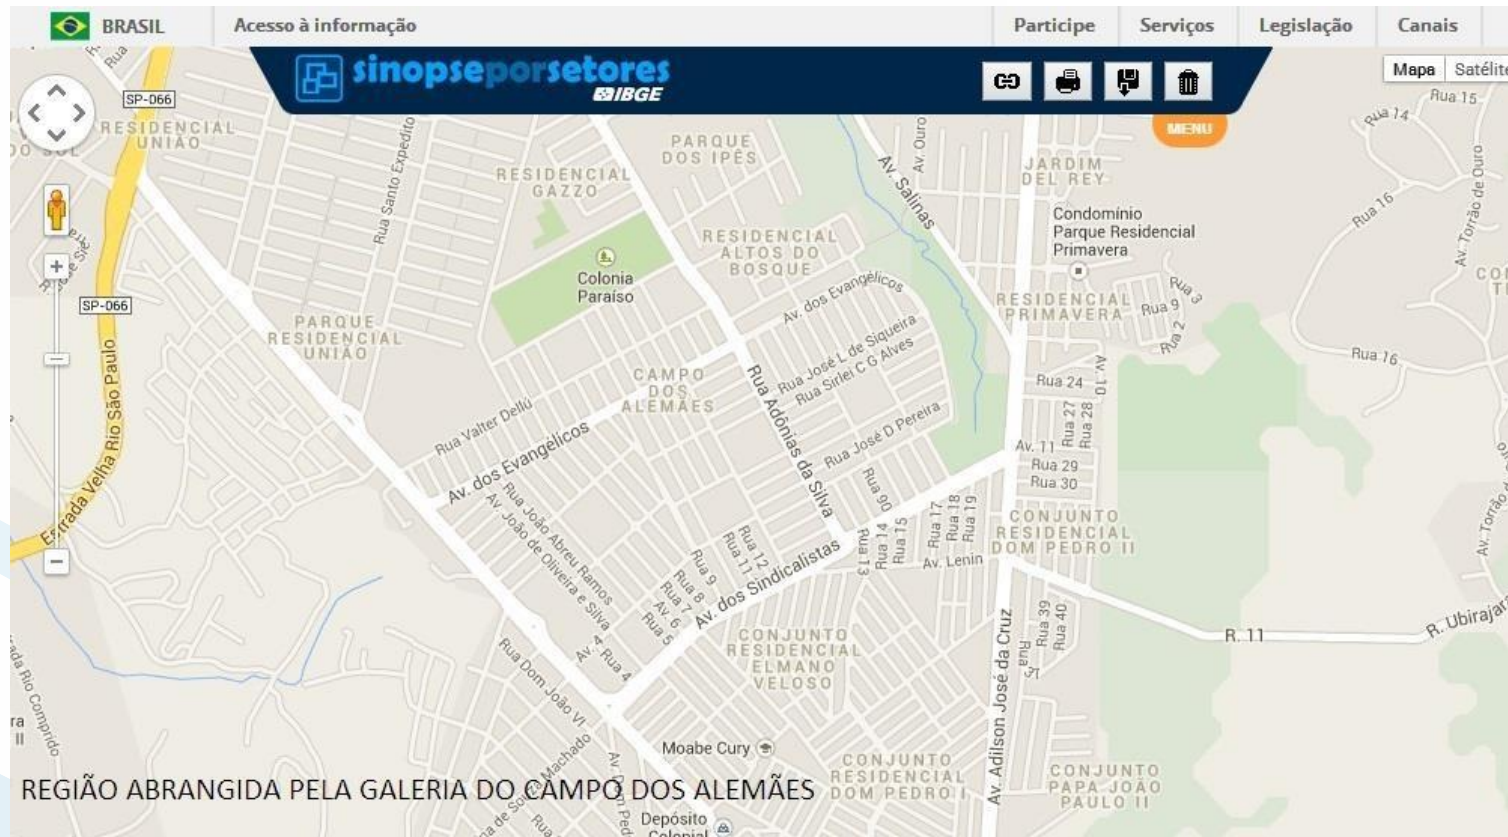 BRASIL
Acesso à informação
Participe
Serviços
Legislação
Canais
sinopseporsetores
IBGE
MENU
Mapa
Satélite
SP-066
RESIDENCIAL
UNIÃO
Rua Santo Expedito
RESIDENCIAL
GAZZO
PARQUE
DOS IPÊS
Av. Ouro
Av. Salinas
JARDIM
DEL REY
Rua 15
Rua 14
Rua 16
Av. Torrão de Ouro
Condomínio
Parque Residencial
Primavera
RESIDENCIAL
ALTOS DO
BOSQUE
Colonia
Paraíso
SP-066
Av. dos Evangélicos
RESIDENCIAL
PRIMAVERA
Rua 3
Rua 9
Rua 2
PARQUE
RESIDENCIAL
UNIÃO
Rua José L de Siqueira
Rua Sirlei C G Alves
Rua 16
CAMPO
DOS
ALEMÃES
Rua Adônias da Silva
Rua 24
Av. 10
Rua 27
Rua 28
Rua Valter Dellú
Rua José D Pereira
Estrada Velha Rio São Paulo
Av. dos Evangélicos
Av. 11
Rua 29
Rua 30
Rua João Abreu Ramos
Av. João de Oliveira e Silva
Rua 90
Rua 17
Rua 18
Rua 19
CONJUNTO
RESIDENCIAL
DOM PEDRO II
Rua 13
Rua 14
Rua 15
Av. Lenin
Rua 12
Rua 11
Rua 9
Rua 8
Rua 7
Av. 6
Rua 5
Av. dos Sindicalistas
Av. 4
Rua 4
CONJUNTO
RESIDENCIAL
ELMANO
VELOSO
Av. Adilson José da Cruz
Rua 39
Rua 40
R. 11
R. Ubirajara
Rua Dom João VI
Moabe Cury
CONJUNTO
RESIDENCIAL
DOM PEDRO I
CONJUNTO
PAPA JOÃO
PAULO II
REGIÃO ABRANGIDA PELA GALERIA DO CAMPO DOS ALEMÃES
Depósito
Colonial